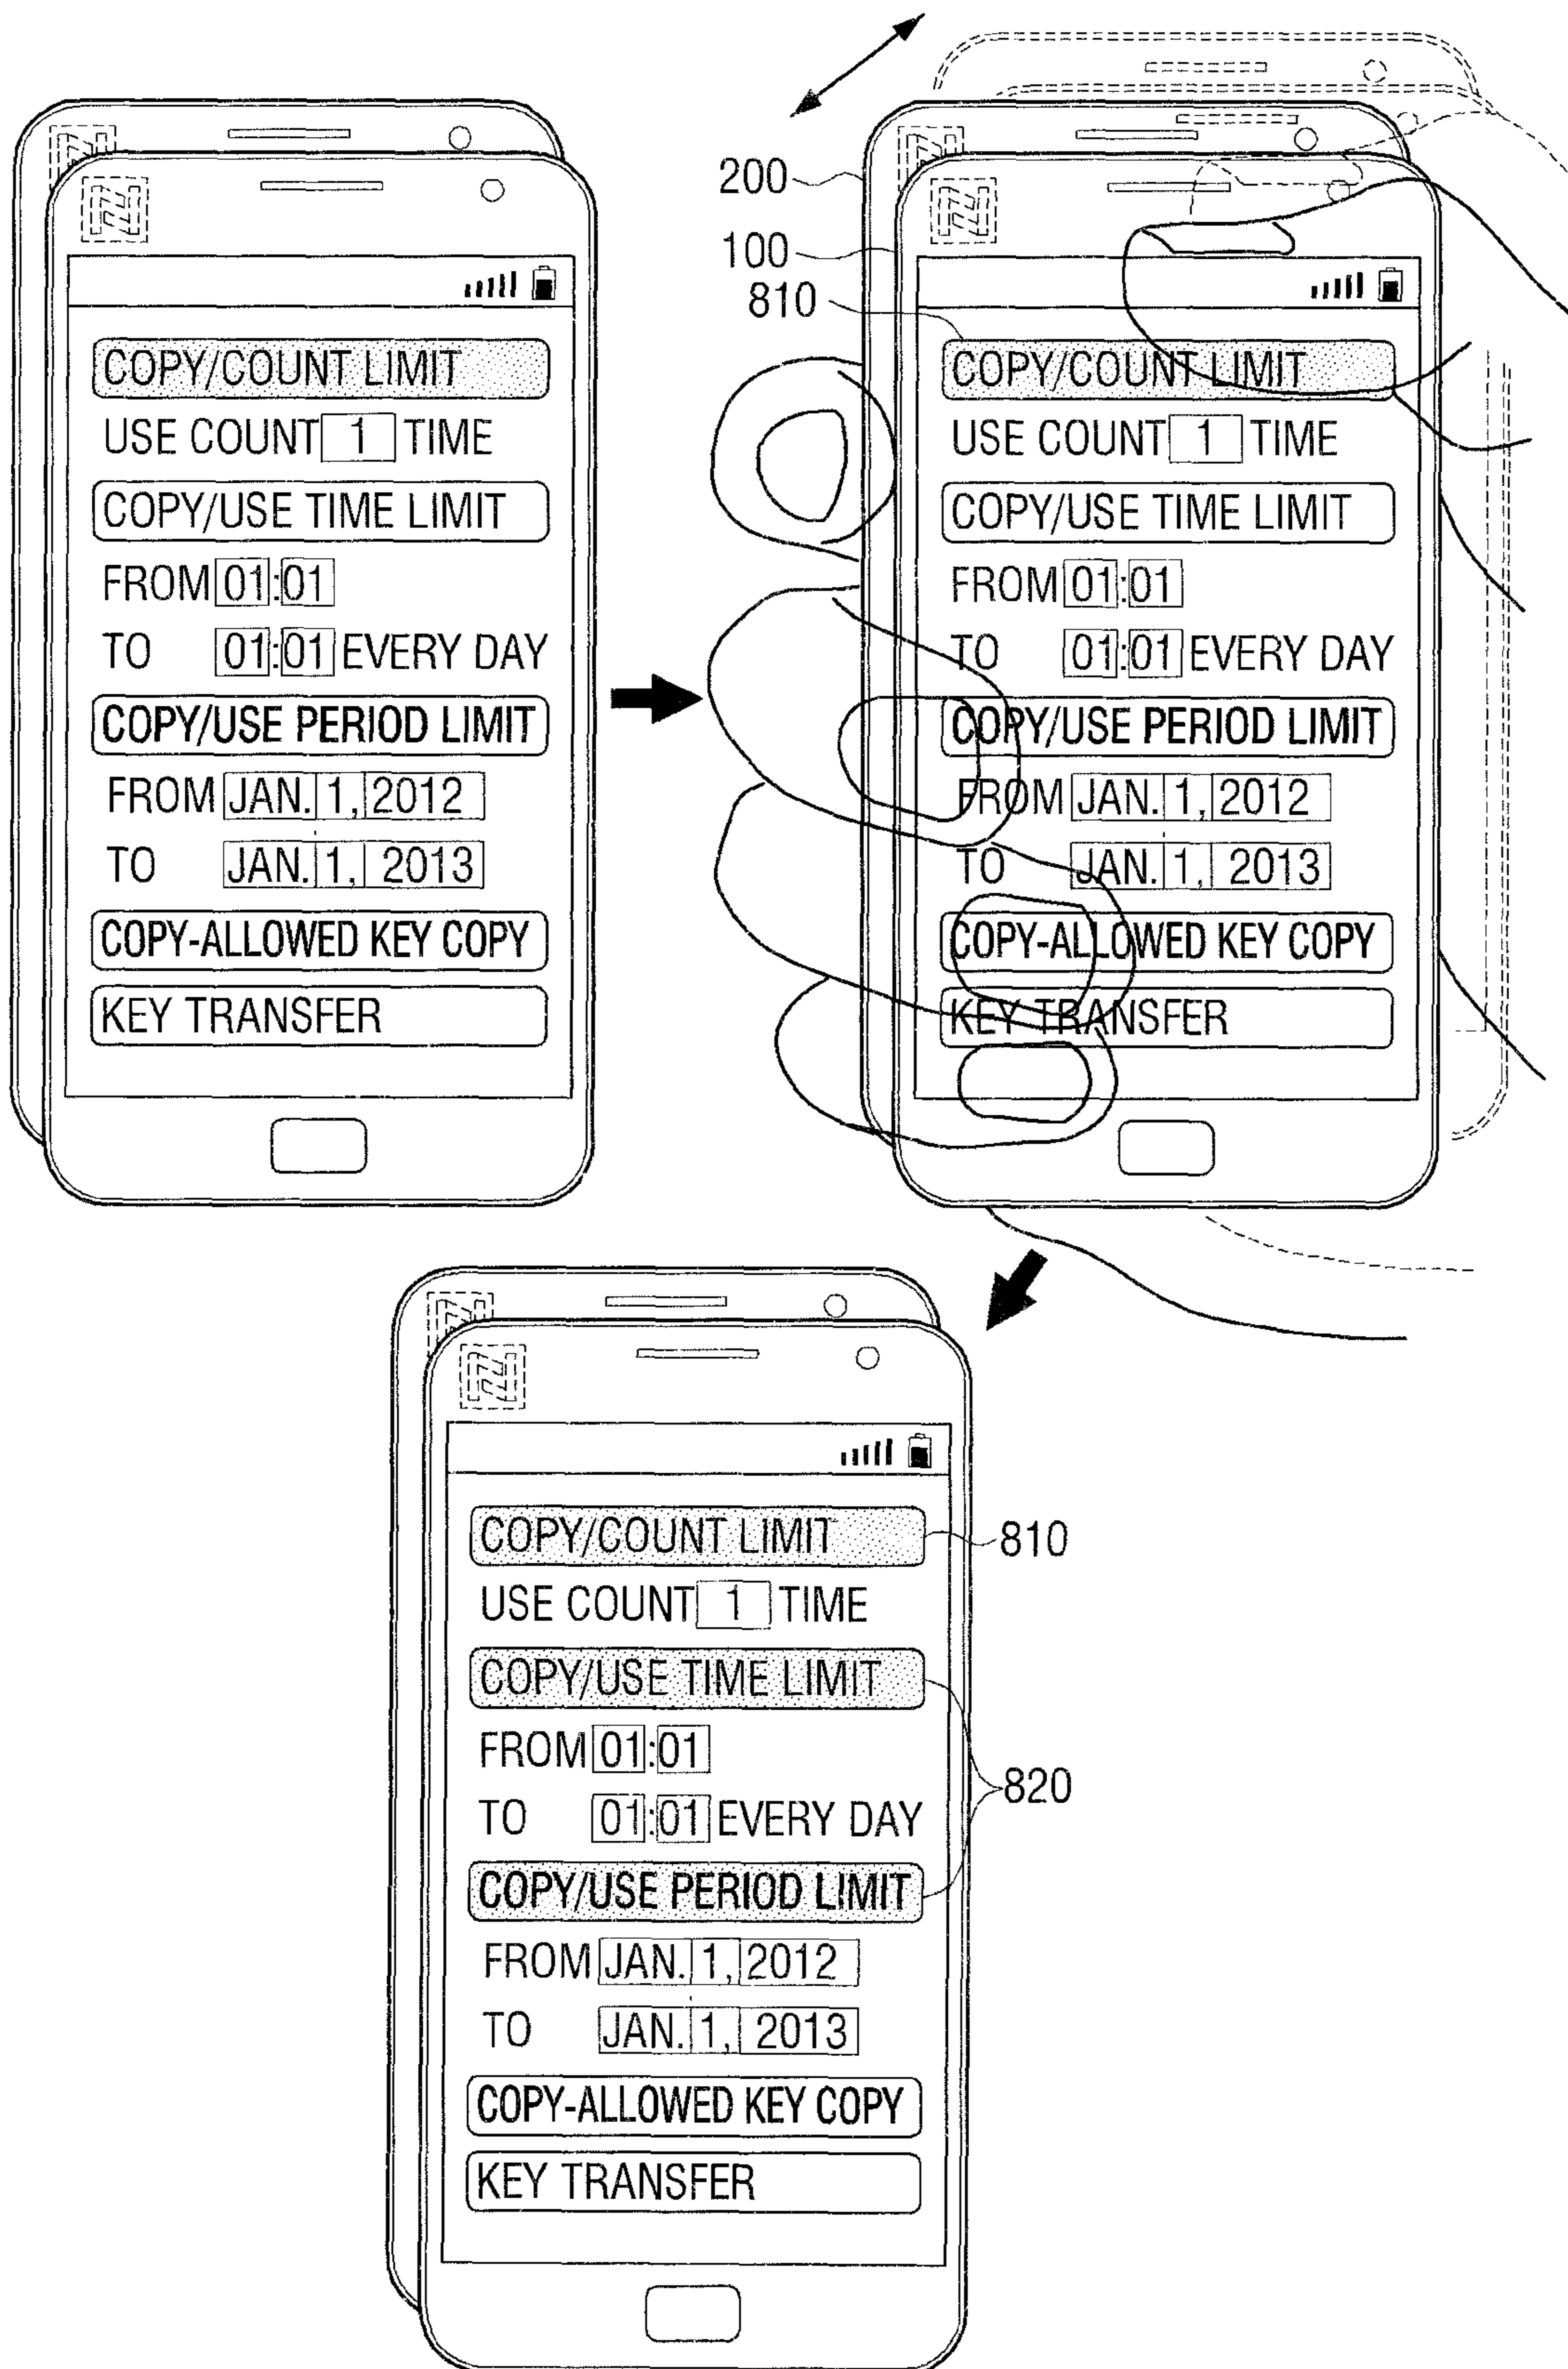 COPY/COUNT LIMIT
USE COUNT 1 TIME
COPY/USE TIME LIMIT
FROM 01:01
TO 01:01 EVERY DAY
COPY/USE PERIOD LIMIT
FROM JAN. 1, 2012
TO JAN. 1, 2013
COPY-ALLOWED KEY COPY
KEY TRANSFER
200
100
810
COPY/COUNT LIMIT
USE COUNT 1 TIME
COPY/USE TIME LIMIT
FROM 01:01
TO 01:01 EVERY DAY
COPY/USE PERIOD LIMIT
FROM JAN. 1, 2012
TO JAN. 1, 2013
COPY-ALLOWED KEY COPY
KEY TRANSFER
COPY/COUNT LIMIT 810
USE COUNT 1 TIME
COPY/USE TIME LIMIT
FROM 01:01
820
TO 01:01 EVERY DAY
COPY/USE PERIOD LIMIT
FROM JAN. 1, 2012
TO JAN. 1, 2013
COPY-ALLOWED KEY COPY
KEY TRANSFER